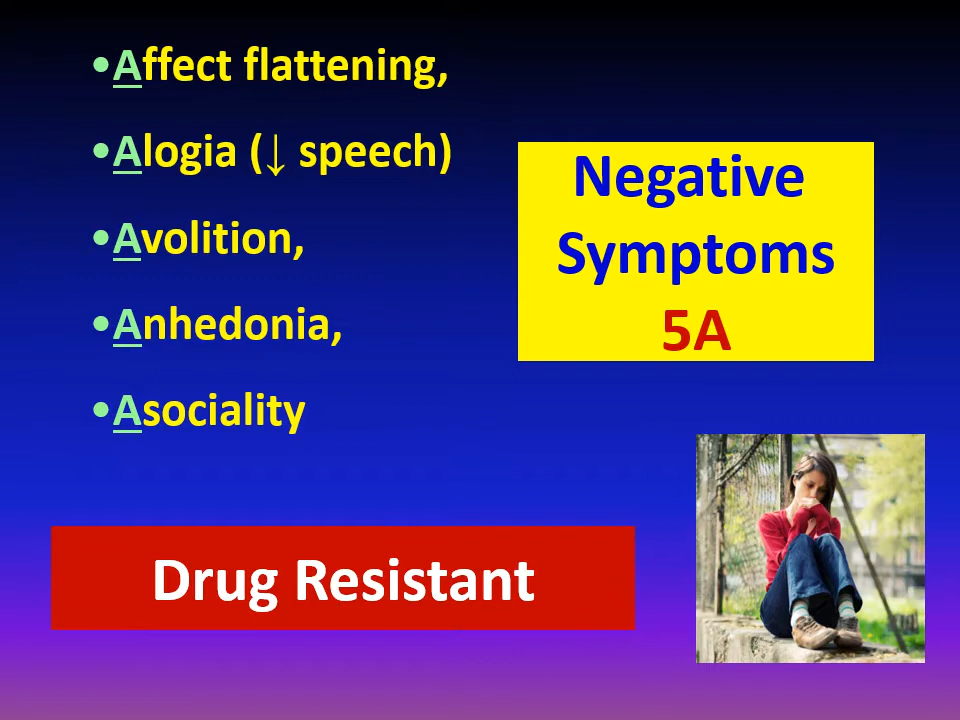 •Affect flattening,
•Alogia (↓ speech)
•Avolition,
•Anhedonia,
•Asociality
Negative
Symptoms
5A
Drug Resistant